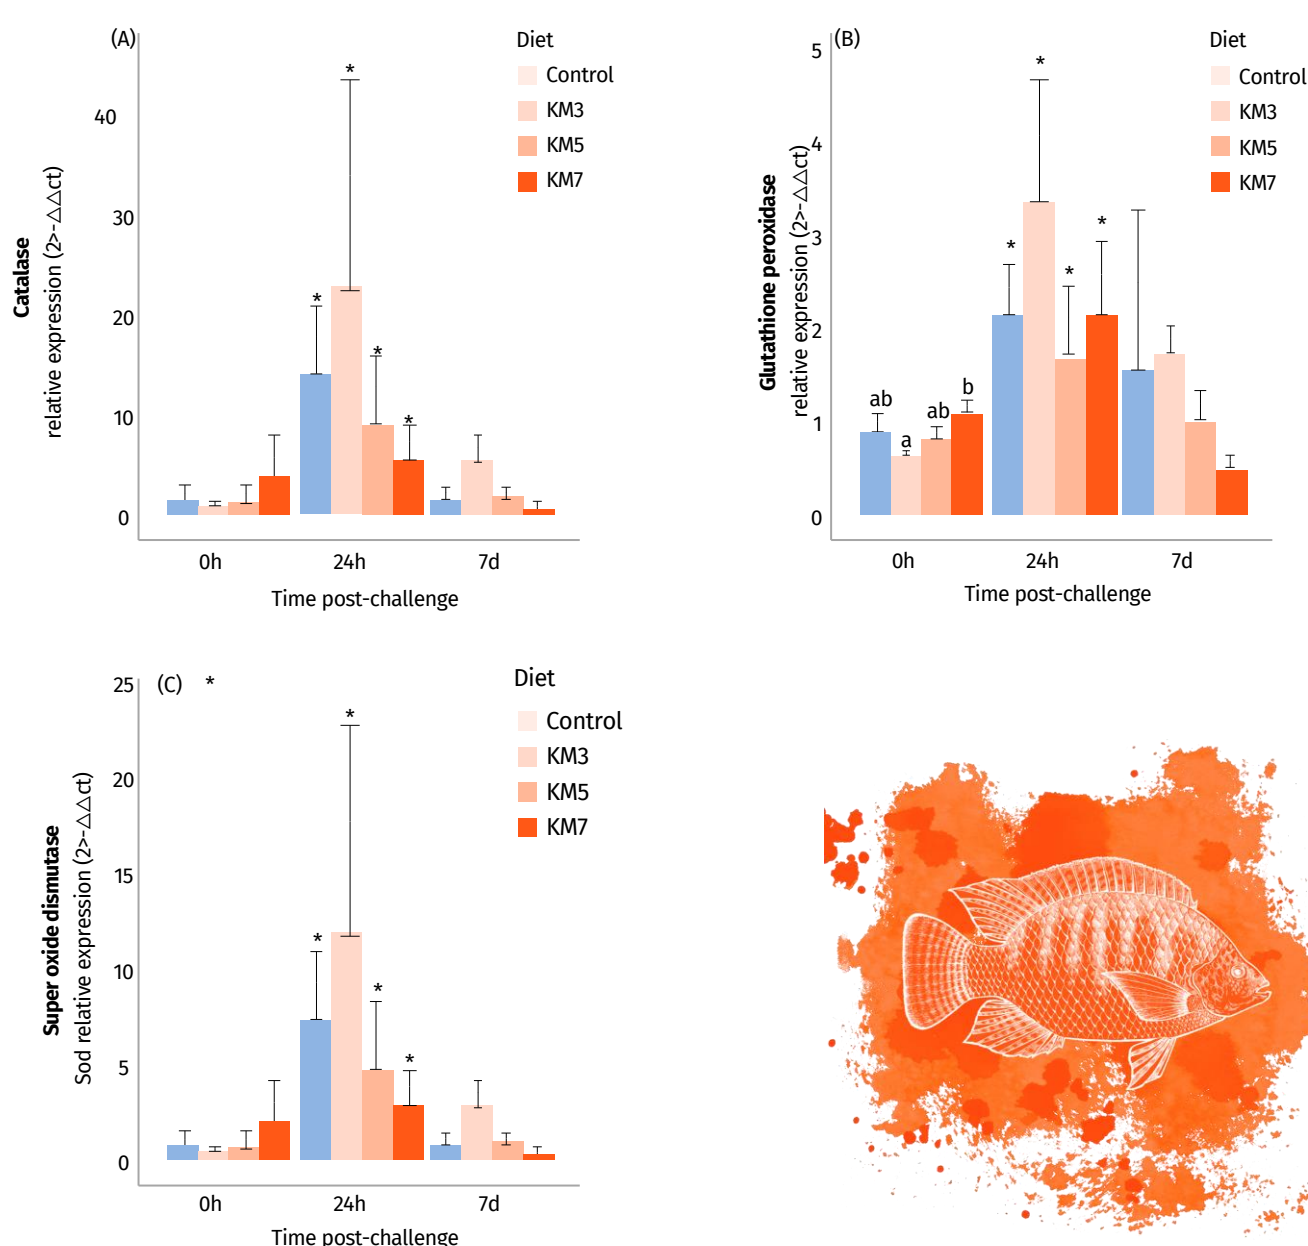 (A)
Diet
Control
KM3
KM5
KM7
*
40
30
20
10
0
Catalase
relative expression (2>-△△ct)
*
*
*
0h
24h
7d
Time post-challenge
(B)
Diet
Control
KM3
KM5
KM7
5
4
3
2
1
0
Glutathione peroxidase
relative expression (2>-△△ct)
*
*
*
*
ab
a
ab
b
0h
24h
7d
Time post-challenge
(C)
*
Diet
Control
KM3
KM5
KM7
25
20
15
10
5
0
Super oxide dismutase
Sod relative expression (2>-△△ct)
*
*
*
*
0h
24h
7d
Time post-challenge